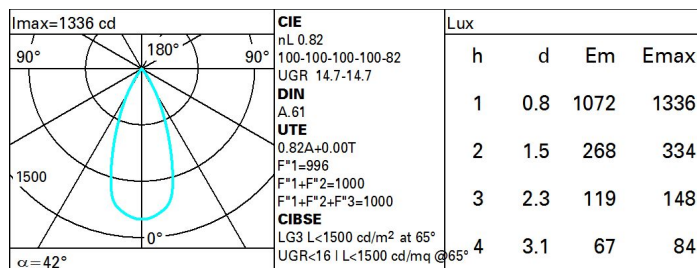 Imax=1336 cd
90° 180° 90°
1500
0°
α=42°
CIE
nL 0.82
100-100-100-100-82
UGR 14.7-14.7
DIN
A.61
UTE
0.82A+0.00T
F"1=996
F"1+F"2=1000
F"1+F"2+F"3=1000
CIBSE
LG3 L<1500 cd/m² at 65°
UGR<16 | L<1500 cd/mq @65°
Lux
h d Em Emax
1 0.8 1072 1336
2 1.5 268 334
3 2.3 119 148
4 3.1 67 84